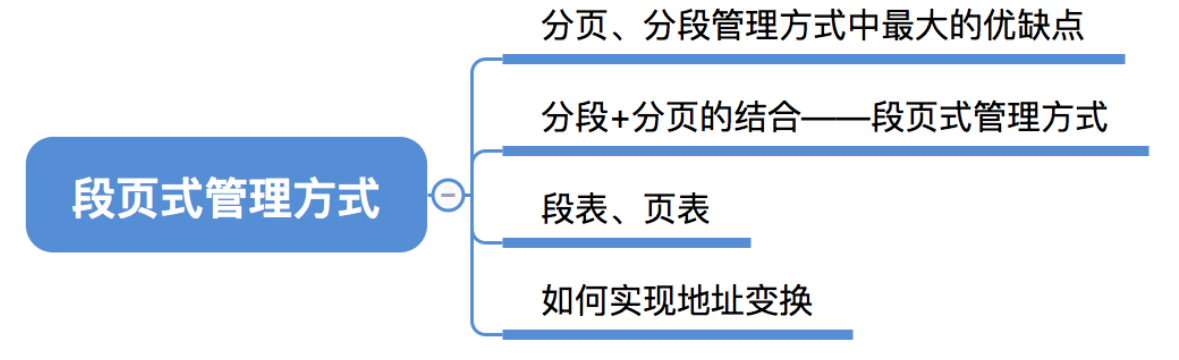 分页、分段管理方式中最大的优缺点
分段+分页的结合——段页式管理方式
段页式管理方式
段表、页表
如何实现地址变换